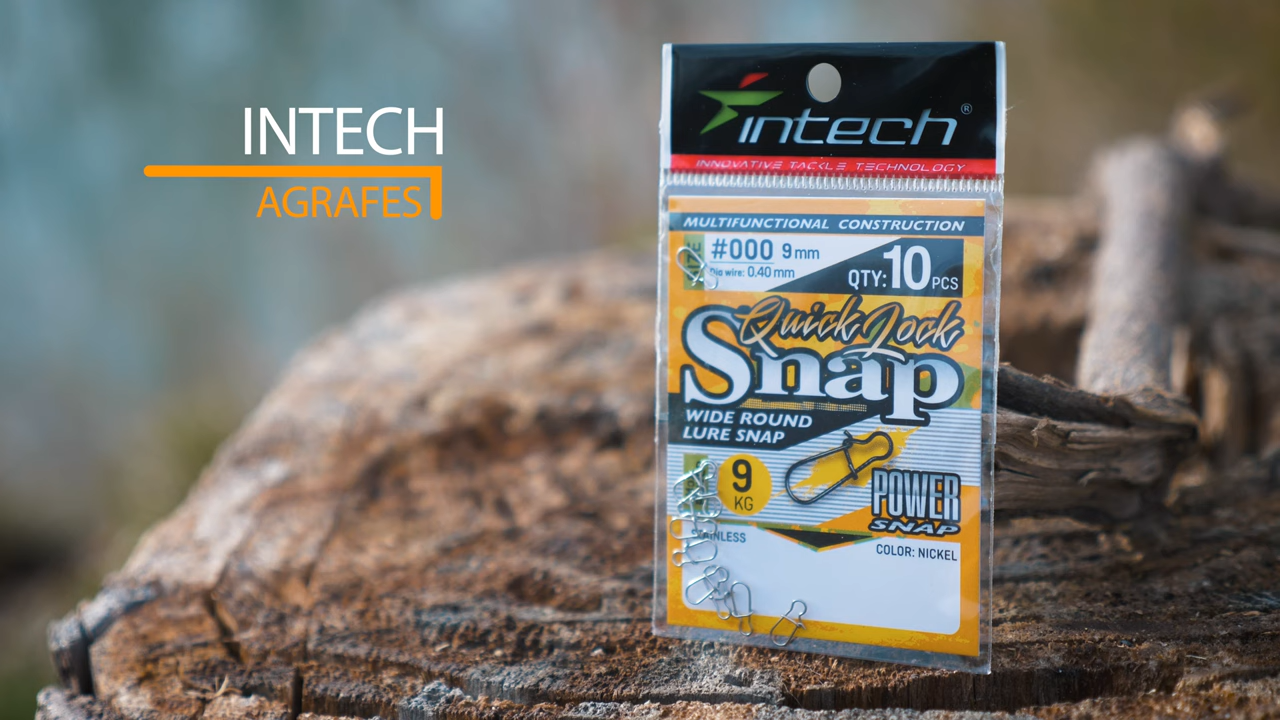 INTECH
AGRAFES
intech®
INNOVATIVE TACKLE TECHNOLOGY
MULTIFUNCTIONAL CONSTRUCTION
#000 9mm
Dia wire: 0.40 mm
QTY: 10 PCS
Quick Lock
Snap
WIDE ROUND
LURE SNAP
9
KG
POWER
SNAP
COLOR: NICKEL